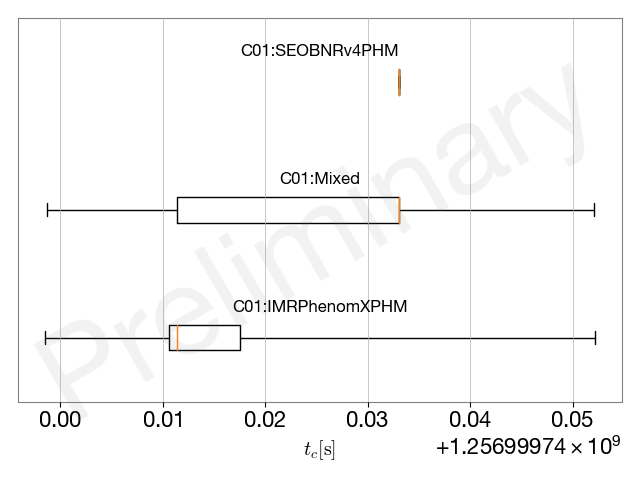 C01:SEOBNRv4PHM
C01:Mixed
C01:IMRPhenomXPHM
Preliminary
0.00 0.01 0.02 0.03 0.04 0.05
t_c[s]
+1.25699974 × 10⁹